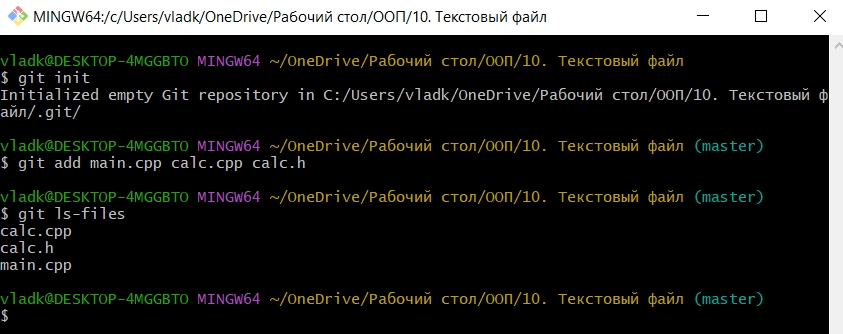 MINGW64:/c/Users/vladk/OneDrive/Рабочий стол/ООП/10. Текстовый файл
vladk@DESKTOP-4MGGBTO MINGW64 ~/OneDrive/Рабочий стол/ООП/10. Текстовый файл
$ git init
Initialized empty Git repository in C:/Users/vladk/OneDrive/Рабочий стол/ООП/10. Текстовый ф
айл/.git/
vladk@DESKTOP-4MGGBTO MINGW64 ~/OneDrive/Рабочий стол/ООП/10. Текстовый файл (master)
$ git add main.cpp calc.cpp calc.h
vladk@DESKTOP-4MGGBTO MINGW64 ~/OneDrive/Рабочий стол/ООП/10. Текстовый файл (master)
$ git ls-files
calc.cpp
calc.h
main.cpp
vladk@DESKTOP-4MGGBTO MINGW64 ~/OneDrive/Рабочий стол/ООП/10. Текстовый файл (master)
$